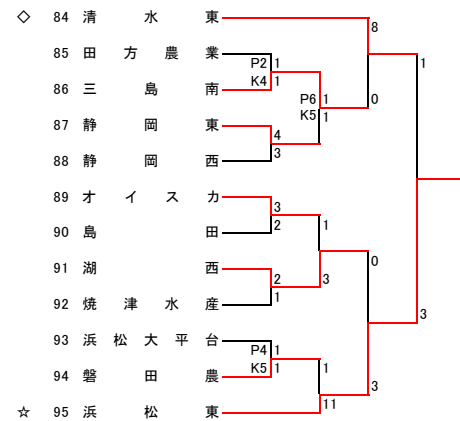 ◇ 84 清水東
8
85 田方農業
P2 1
1
86 三島南
K4 1
P6 1
0
87 静岡東
K5 1
4
88 静岡西
3
89 オイスカ
3
1
90 島田
2
0
91 湖西
2
3
92 焼津水産
1
3
93 浜松大平台
P4 1
94 磐田農
K5 1
1
3
☆ 95 浜松東
11